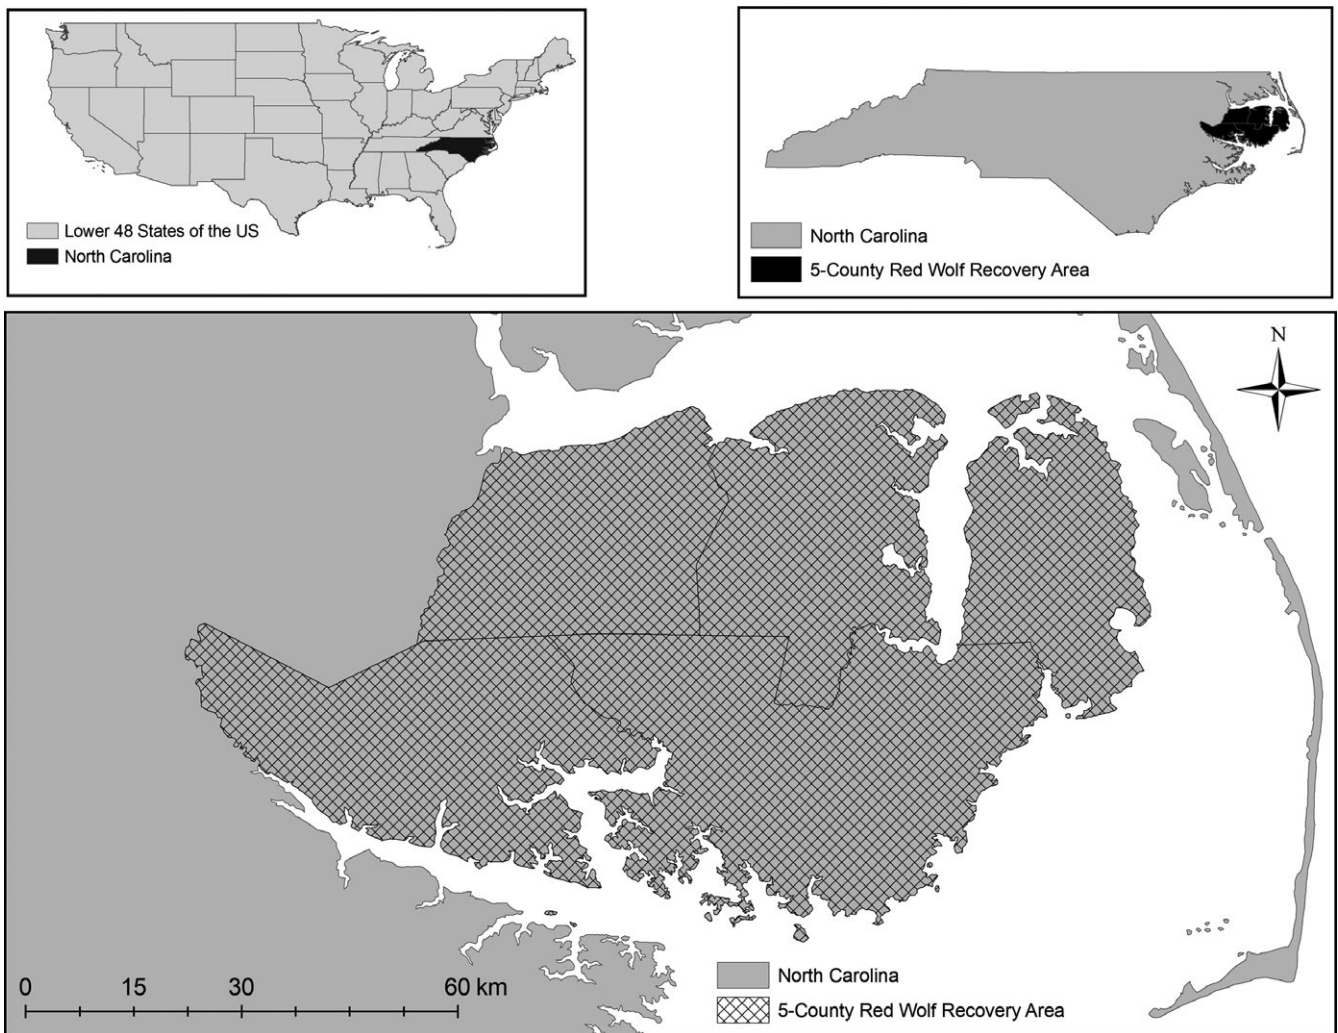 Lower 48 States of the US
North Carolina
North Carolina
5-County Red Wolf Recovery Area
N
0 15 30 60 km
North Carolina
5-County Red Wolf Recovery Area